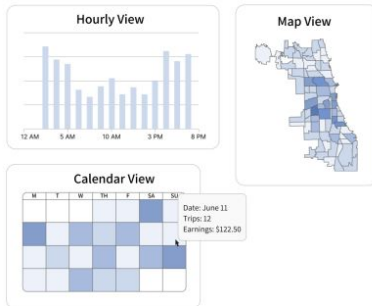 Hourly View
12 AM 5 AM 10 AM 3 PM 8 PM
Map View
Calendar View
M T W TH F SA SU
Date: June 11
Trips: 12
Earnings: $122.50